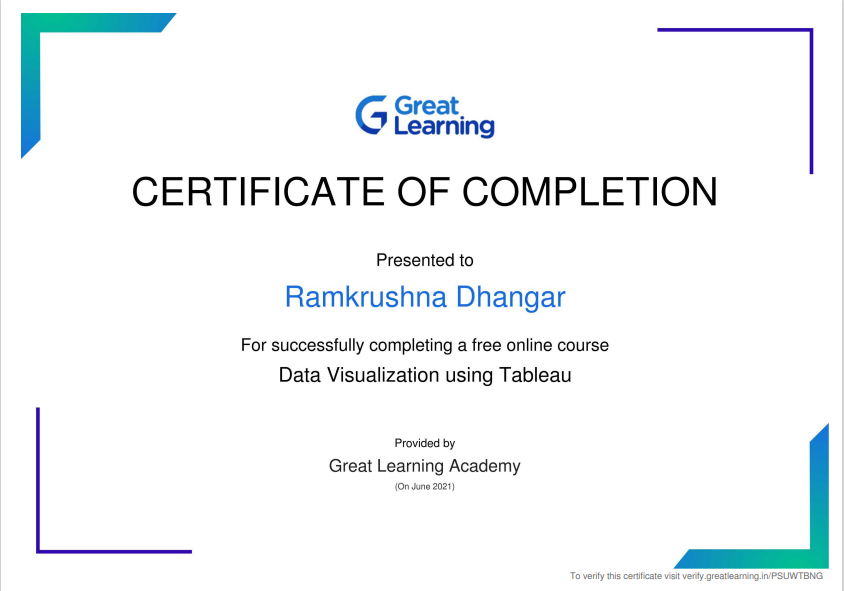 Great
Learning
CERTIFICATE OF COMPLETION
Presented to
Ramkrushna Dhangar
For successfully completing a free online course
Data Visualization using Tableau
Provided by
Great Learning Academy
(On June 2021)
To verify this certificate visit verify.greatlearning.in/PSUWTBNG